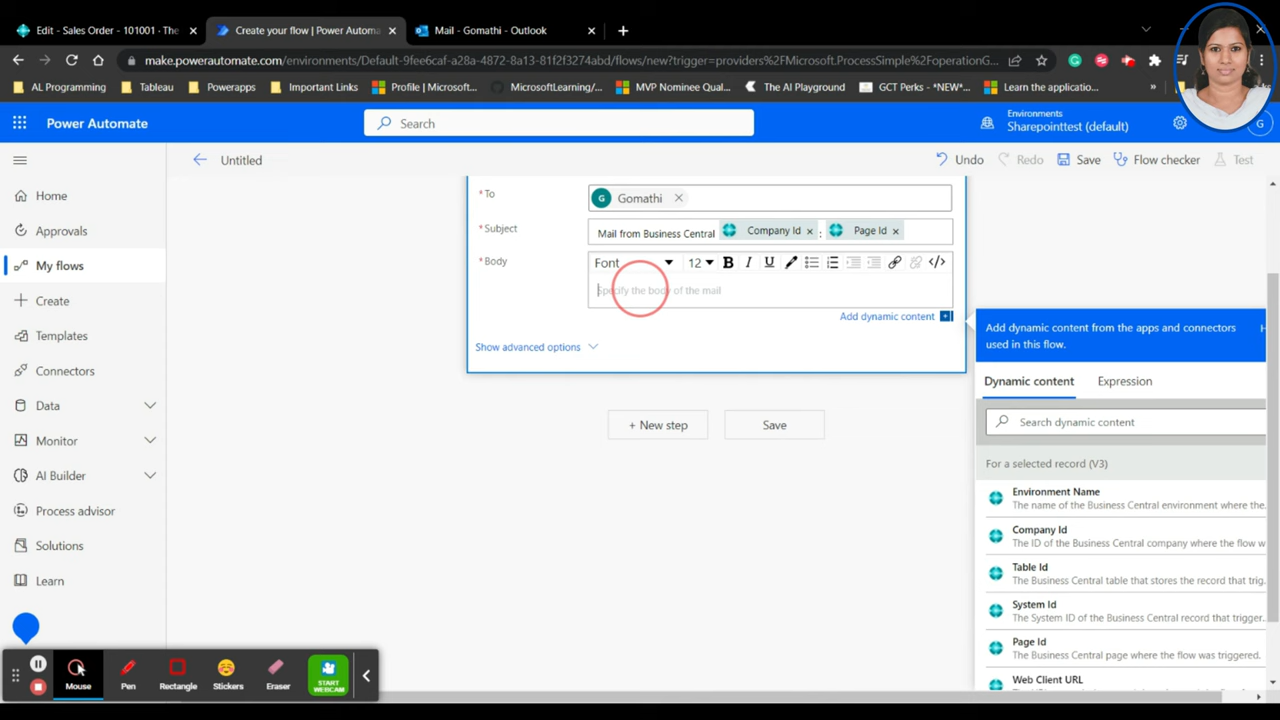 Edit - Sales Order - 101001 - The
Create your flow | Power Automa
Mail - Gomathi - Outlook
make.powerautomate.com/environments/Default-9fee6caf-a28a-4872-8a13-81f2f3274abd/flows/new?trigger=providers%2FMicrosoft.ProcessSimple%2FoperationG...
AI Programming
Tableau
Powerapps
Important Links
Profile | Microsoft...
MicrosoftLearning/...
MVP Nominee Qual...
The AI Playground
GCT Perks - *NEW*...
Learn the applicatio...
Power Automate
Search
Environments
Sharepointtest (default)
G
Untitled
Undo
Redo
Save
Flow checker
Test
Home
Approvals
My flows
Create
Templates
Connectors
Data
Monitor
AI Builder
Process advisor
Solutions
Learn
* To
G Gomathi
* Subject
Mail from Business Central Company Id : Page Id
* Body
Font 12 B I U </>
Specify the body of the mail
Add dynamic content
Show advanced options
+ New step
Save
Add dynamic content from the apps and connectors H
used in this flow.
Dynamic content
Expression
Search dynamic content
For a selected record (V3)
Environment Name
The name of the Business Central environment where the...
Company Id
The ID of the Business Central company where the flow w
Table Id
The Business Central table that stores the record that trig...
System Id
The System ID of the Business Central record that trigger...
Page Id
The Business Central page where the flow was triggered.
Web Client URL
Mouse
Pen
Rectangle
Stickers
Eraser
START
WEBCAM